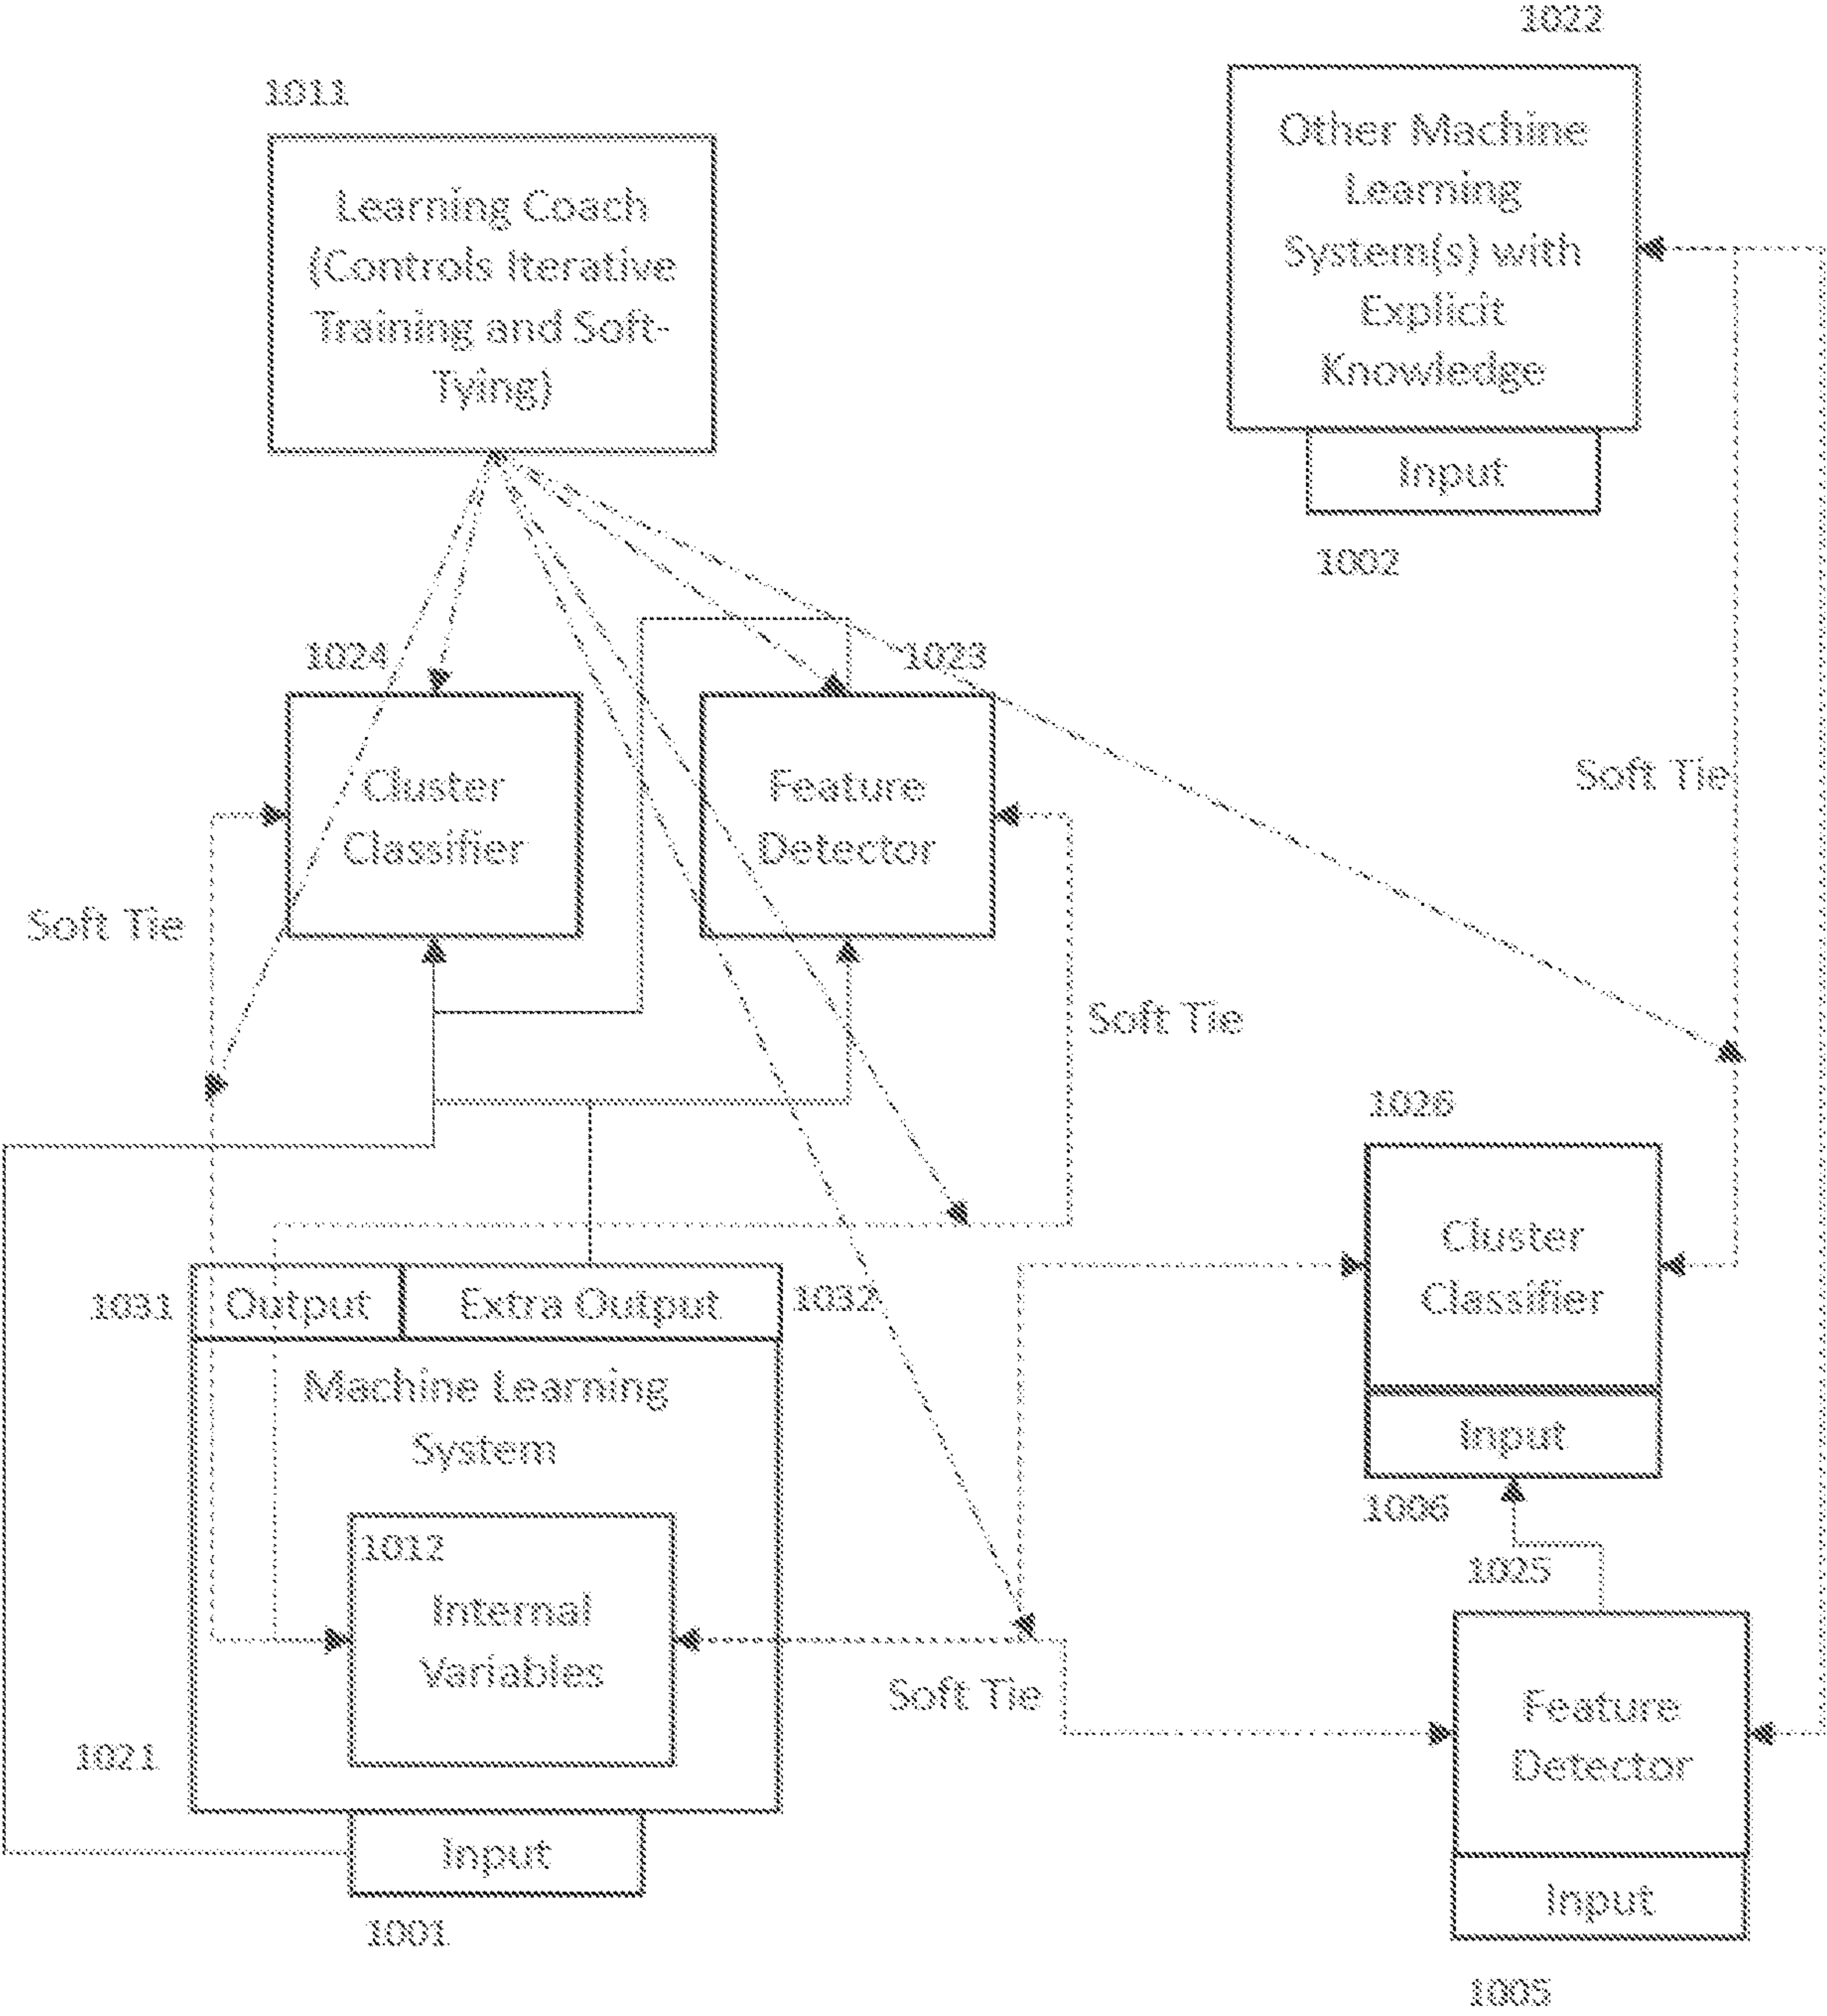 1022
1011
Other Machine
Learning
System(s) with
Explicit
Knowledge
Learning Coach
(Controls Iterative
Training and Soft-
Tying)
Input
1002
1024
1023
Cluster
Classifier
Feature
Detector
Soft Tie
Soft Tie
Soft Tie
1026
Cluster
Classifier
Input
1006
1031
Output
Extra Output
1032
Machine Learning
System
1012
Internal
Variables
Soft Tie
1021
Input
1001
1025
Feature
Detector
Input
1005